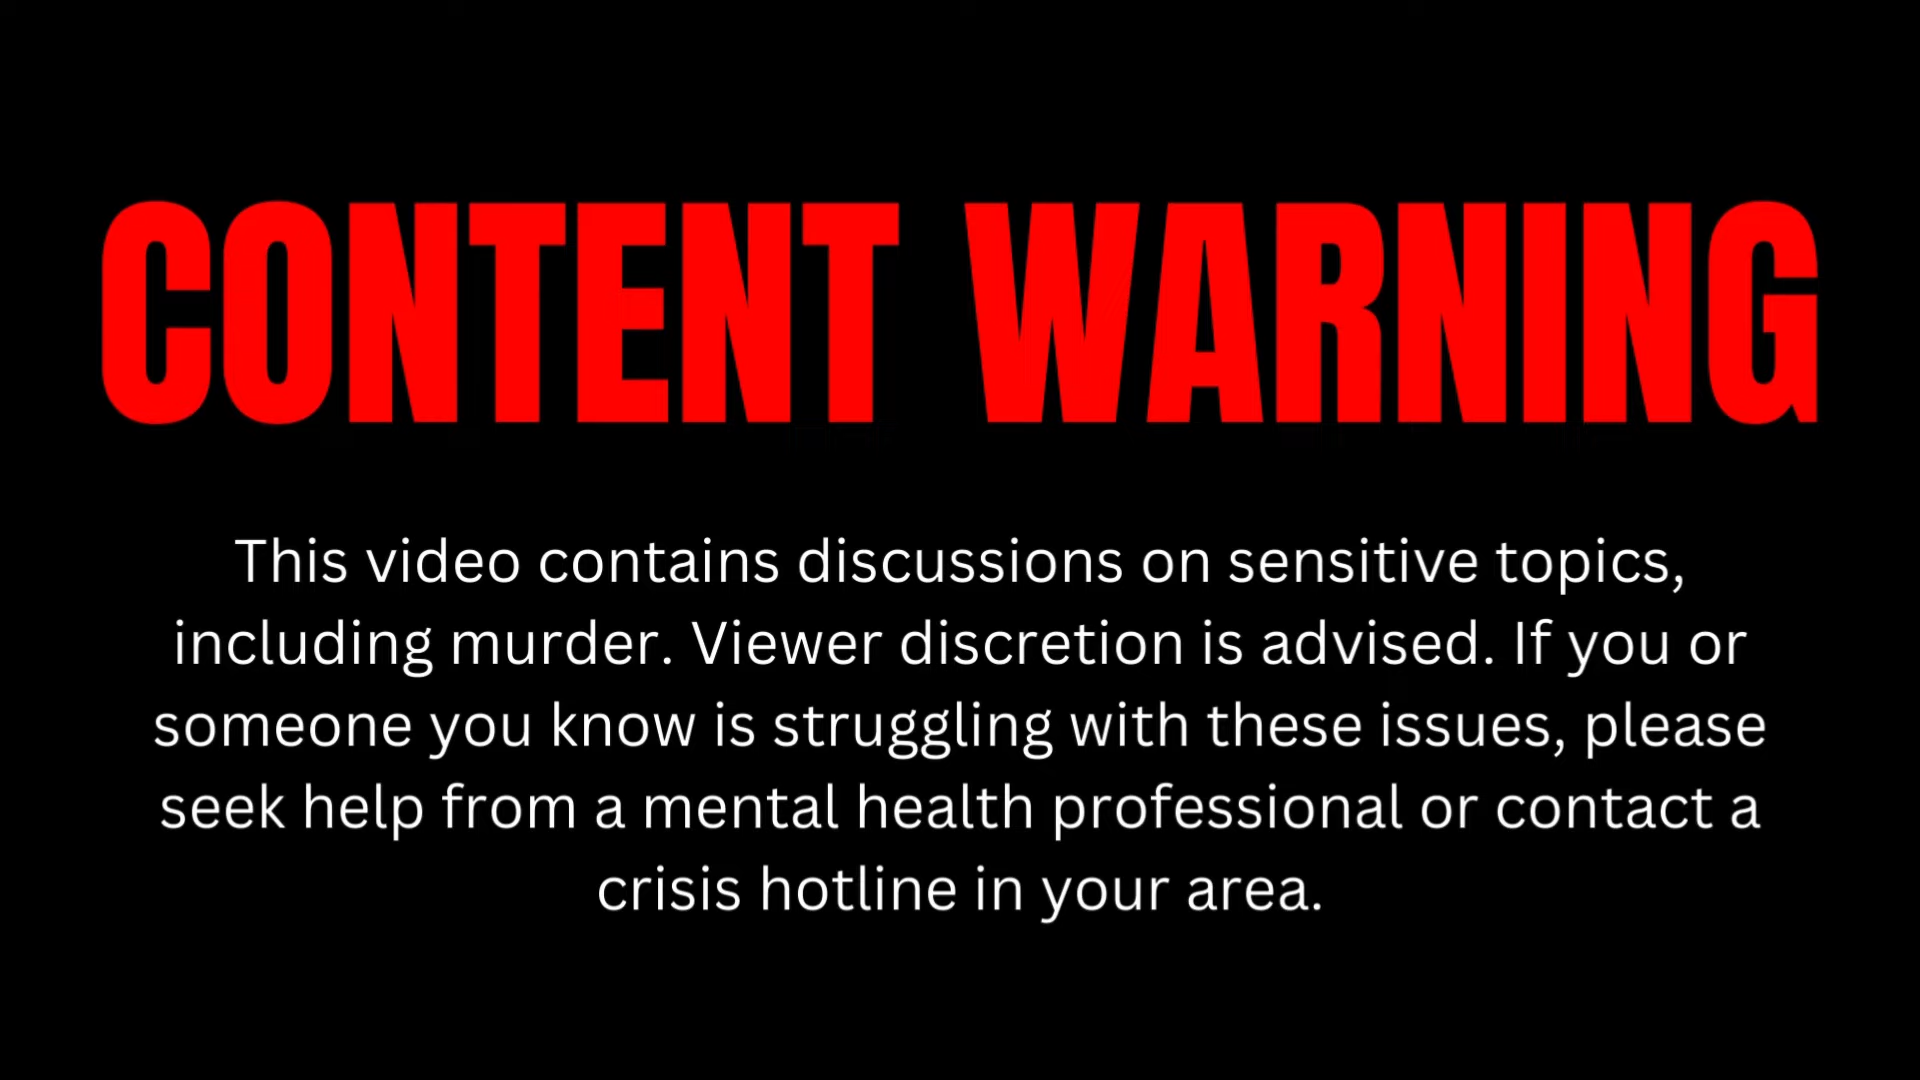 CONTENT WARNING
This video contains discussions on sensitive topics,
including murder. Viewer discretion is advised. If you or
someone you know is struggling with these issues, please
seek help from a mental health professional or contact a
crisis hotline in your area.